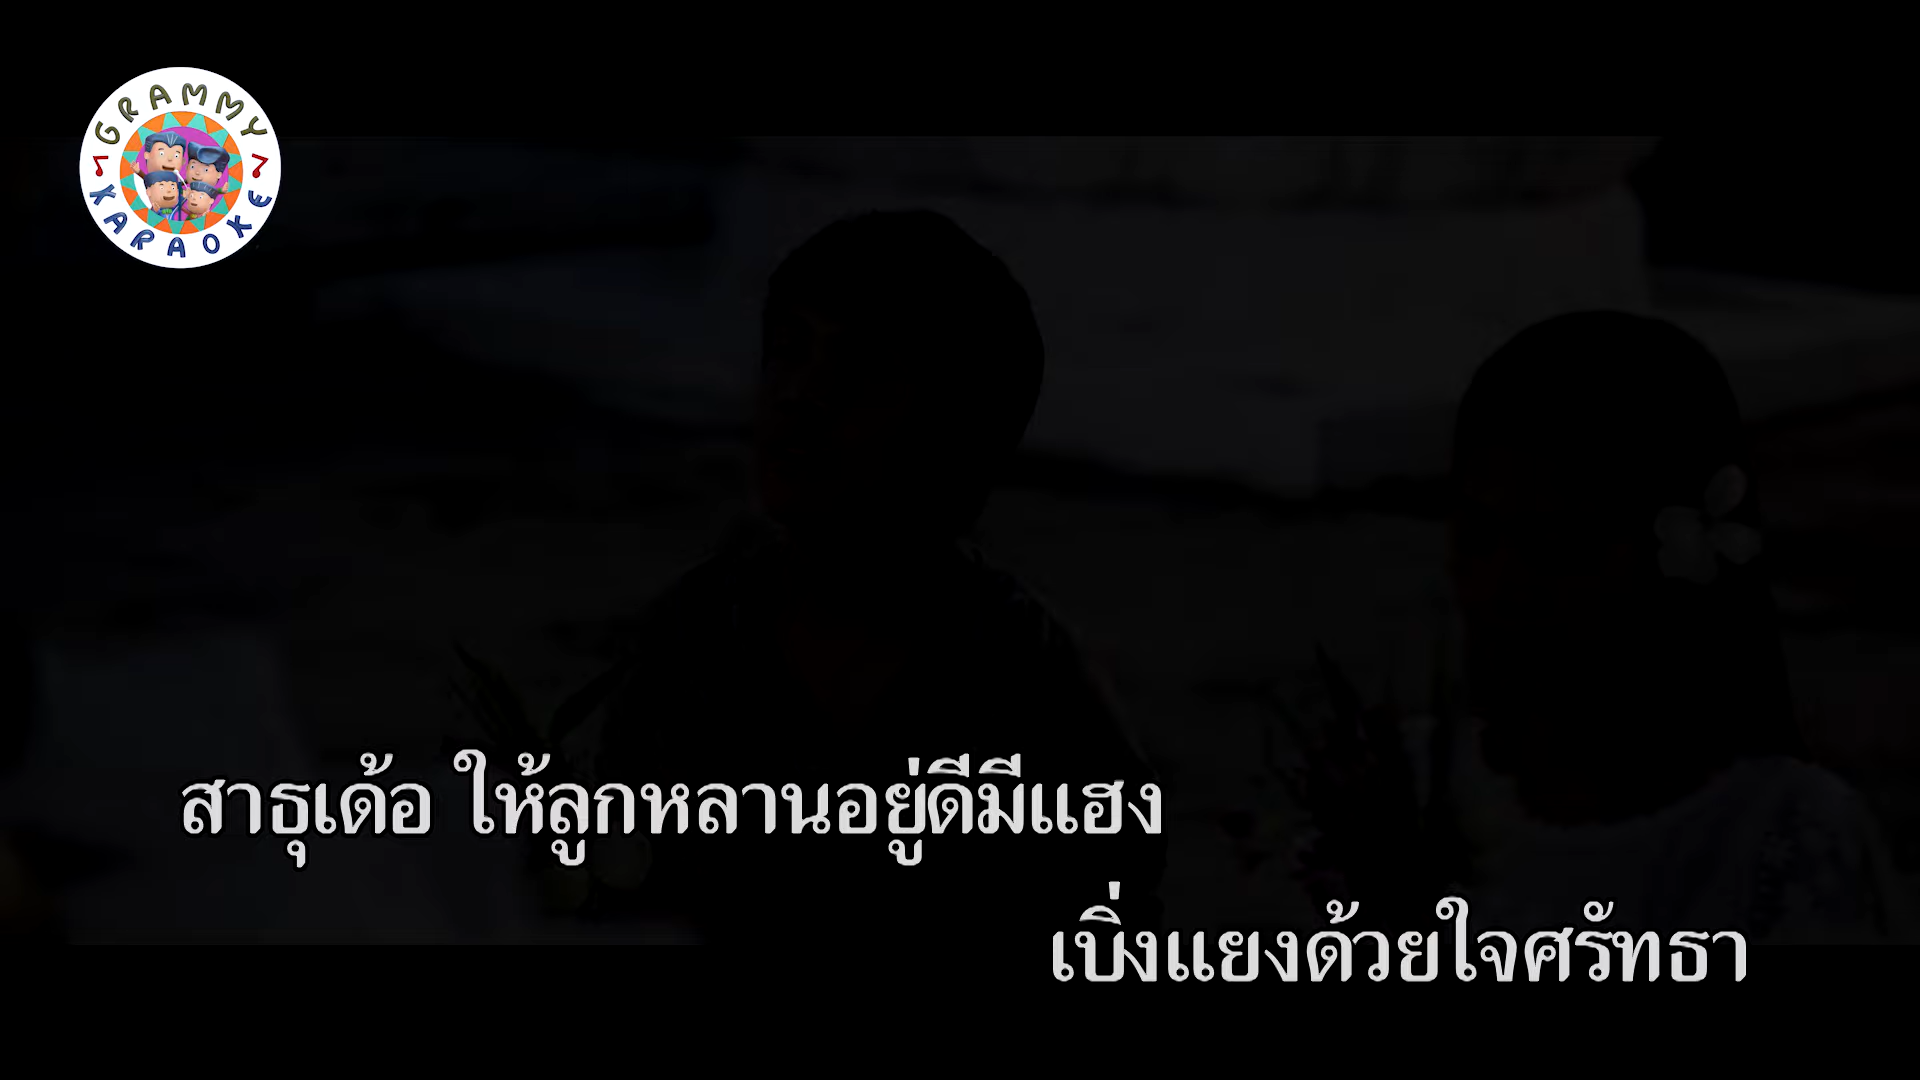 GRAMMY
KARAOKE
สาธุเด้อ ให้ลูกหลานอยู่ดีมีแฮง
เบิ่งแยงด้วยใจศรัทธา